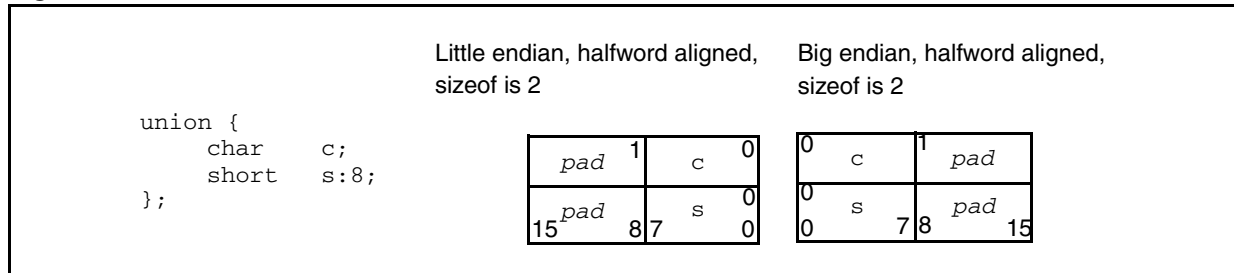 Little endian, halfword aligned,
sizeof is 2
Big endian, halfword aligned,
sizeof is 2
union {
char c;
short s:8;
};
pad 1 c 0
pad s 0
15 8 7 0
0 c 1 pad
0 s pad
0 7 8 15